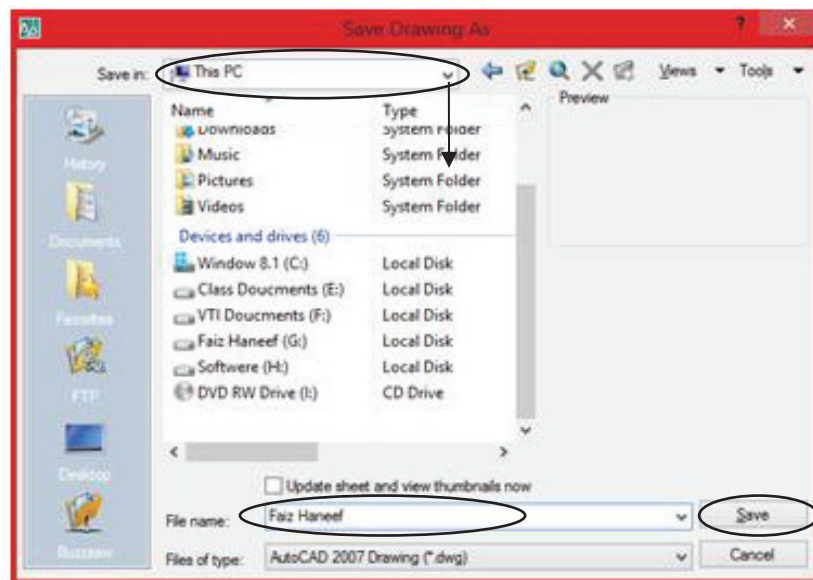 Save Drawing As ?
Save in: This PC Views Tools
History
Documents
Favorites
FTP
Desktop
Buzzsaw
Name Type
Downloads System Folder
Music System Folder
Pictures System Folder
Videos System Folder
Devices and drives (6)
Window 8.1 (C:) Local Disk
Class Doucments (E:) Local Disk
VTI Doucments (F:) Local Disk
Faiz Haneef (G:) Local Disk
Softwere (H:) Local Disk
DVD RW Drive (I:) CD Drive
Preview
Update sheet and view thumbnails now
File name: Faiz Haneef Save
Files of type: AutoCAD 2007 Drawing (*.dwg) Cancel